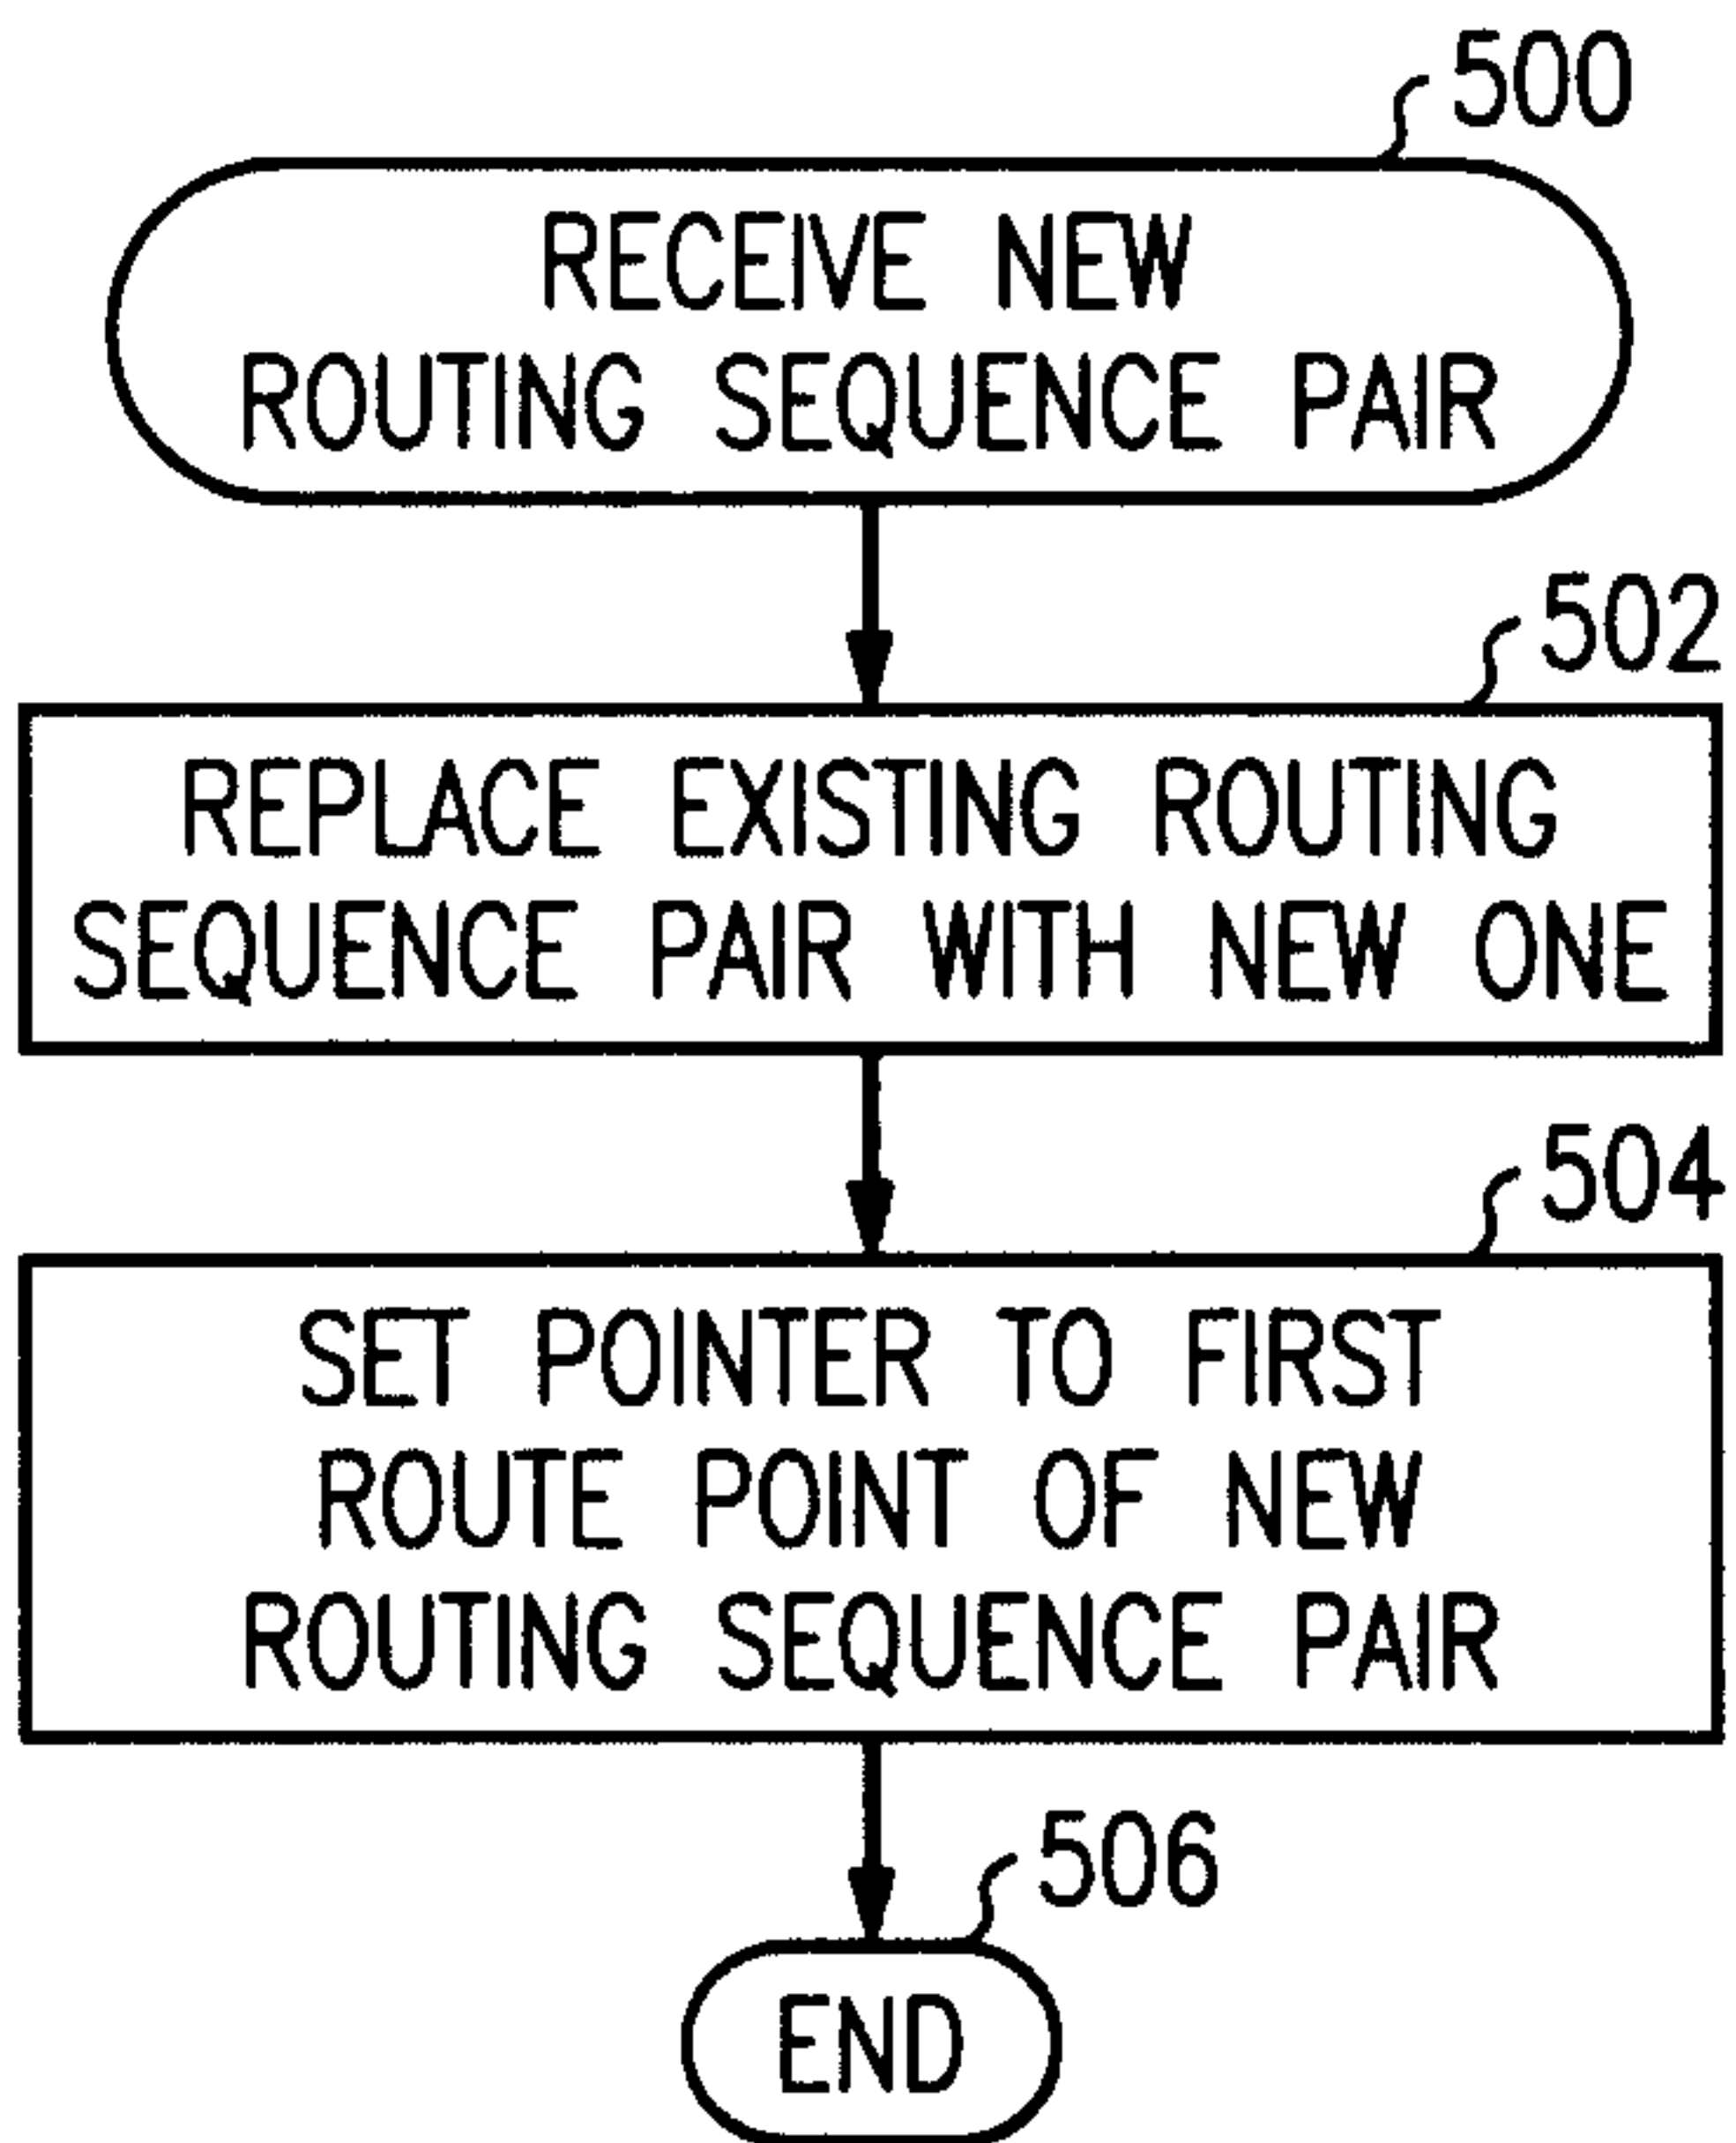 500
RECEIVE NEW
ROUTING SEQUENCE PAIR
502
REPLACE EXISTING ROUTING
SEQUENCE PAIR WITH NEW ONE
504
SET POINTER TO FIRST
ROUTE POINT OF NEW
ROUTING SEQUENCE PAIR
506
END